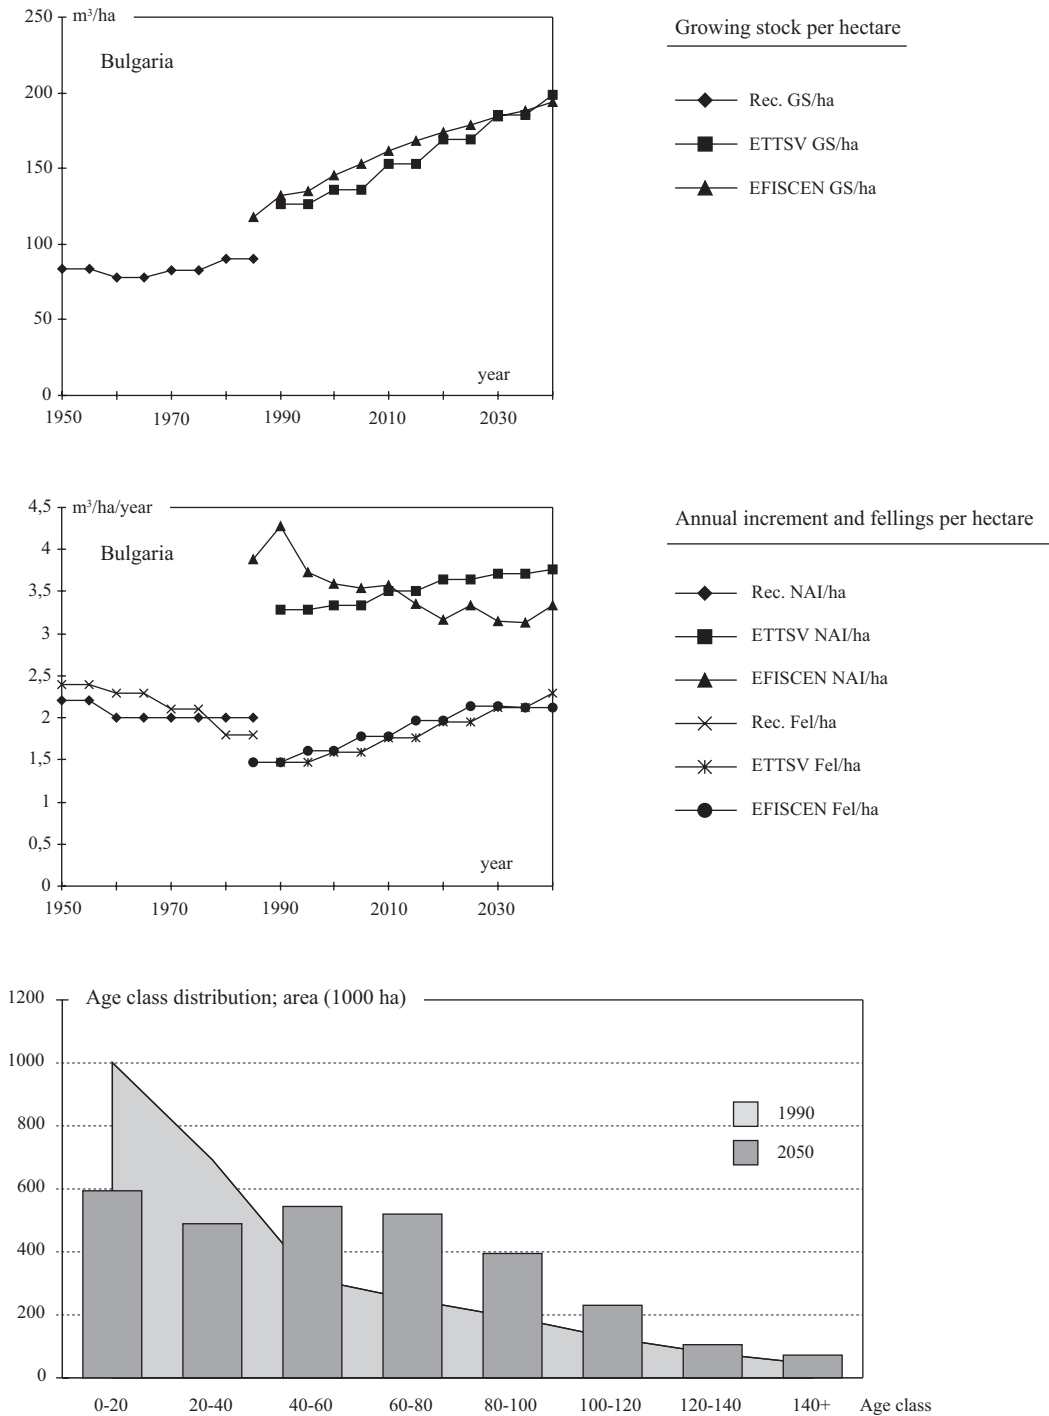 250
m³/ha
Bulgaria
200
150
100
50
0
year
1950
1970
1990
2010
2030
Growing stock per hectare
Rec. GS/ha
ETTSV GS/ha
EFISCEN GS/ha
4,5
m³/ha/year
Bulgaria
4
3,5
3
2,5
2
1,5
1
0,5
0
year
1950
1970
1990
2010
2030
Annual increment and fellings per hectare
Rec. NAI/ha
ETTSV NAI/ha
EFISCEN NAI/ha
Rec. Fel/ha
ETTSV Fel/ha
EFISCEN Fel/ha
1200
Age class distribution; area (1000 ha)
1000
800
600
400
200
0
1990
2050
0-20
20-40
40-60
60-80
80-100
100-120
120-140
140+
Age class